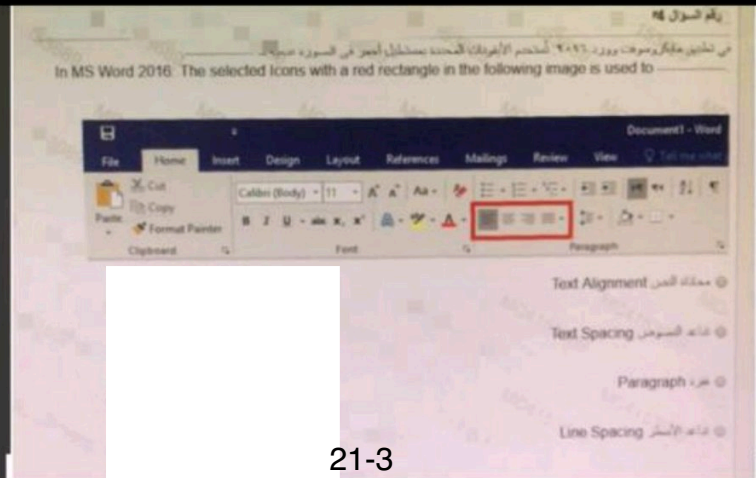 رقم السؤال
في تطبيق مايكروسوفت وورد ٢٠١٦ تستخدم الأيقونات المحددة بمستطيل أحمر في الصورة
In MS Word 2016: The selected Icons with a red rectangle in the following image is used to
Document1 - Word
File Home Insert Design Layout References Mailings Review View Tell me what
Cut
Copy
Format Painter
Paste
Calibri (Body) 11 A A Aa
B I U abc x, x A
Clipboard Font Paragraph
محاذاة النص Text Alignment
تباعد النصوص Text Spacing
فقرة Paragraph
تباعد الأسطر Line Spacing
21-3